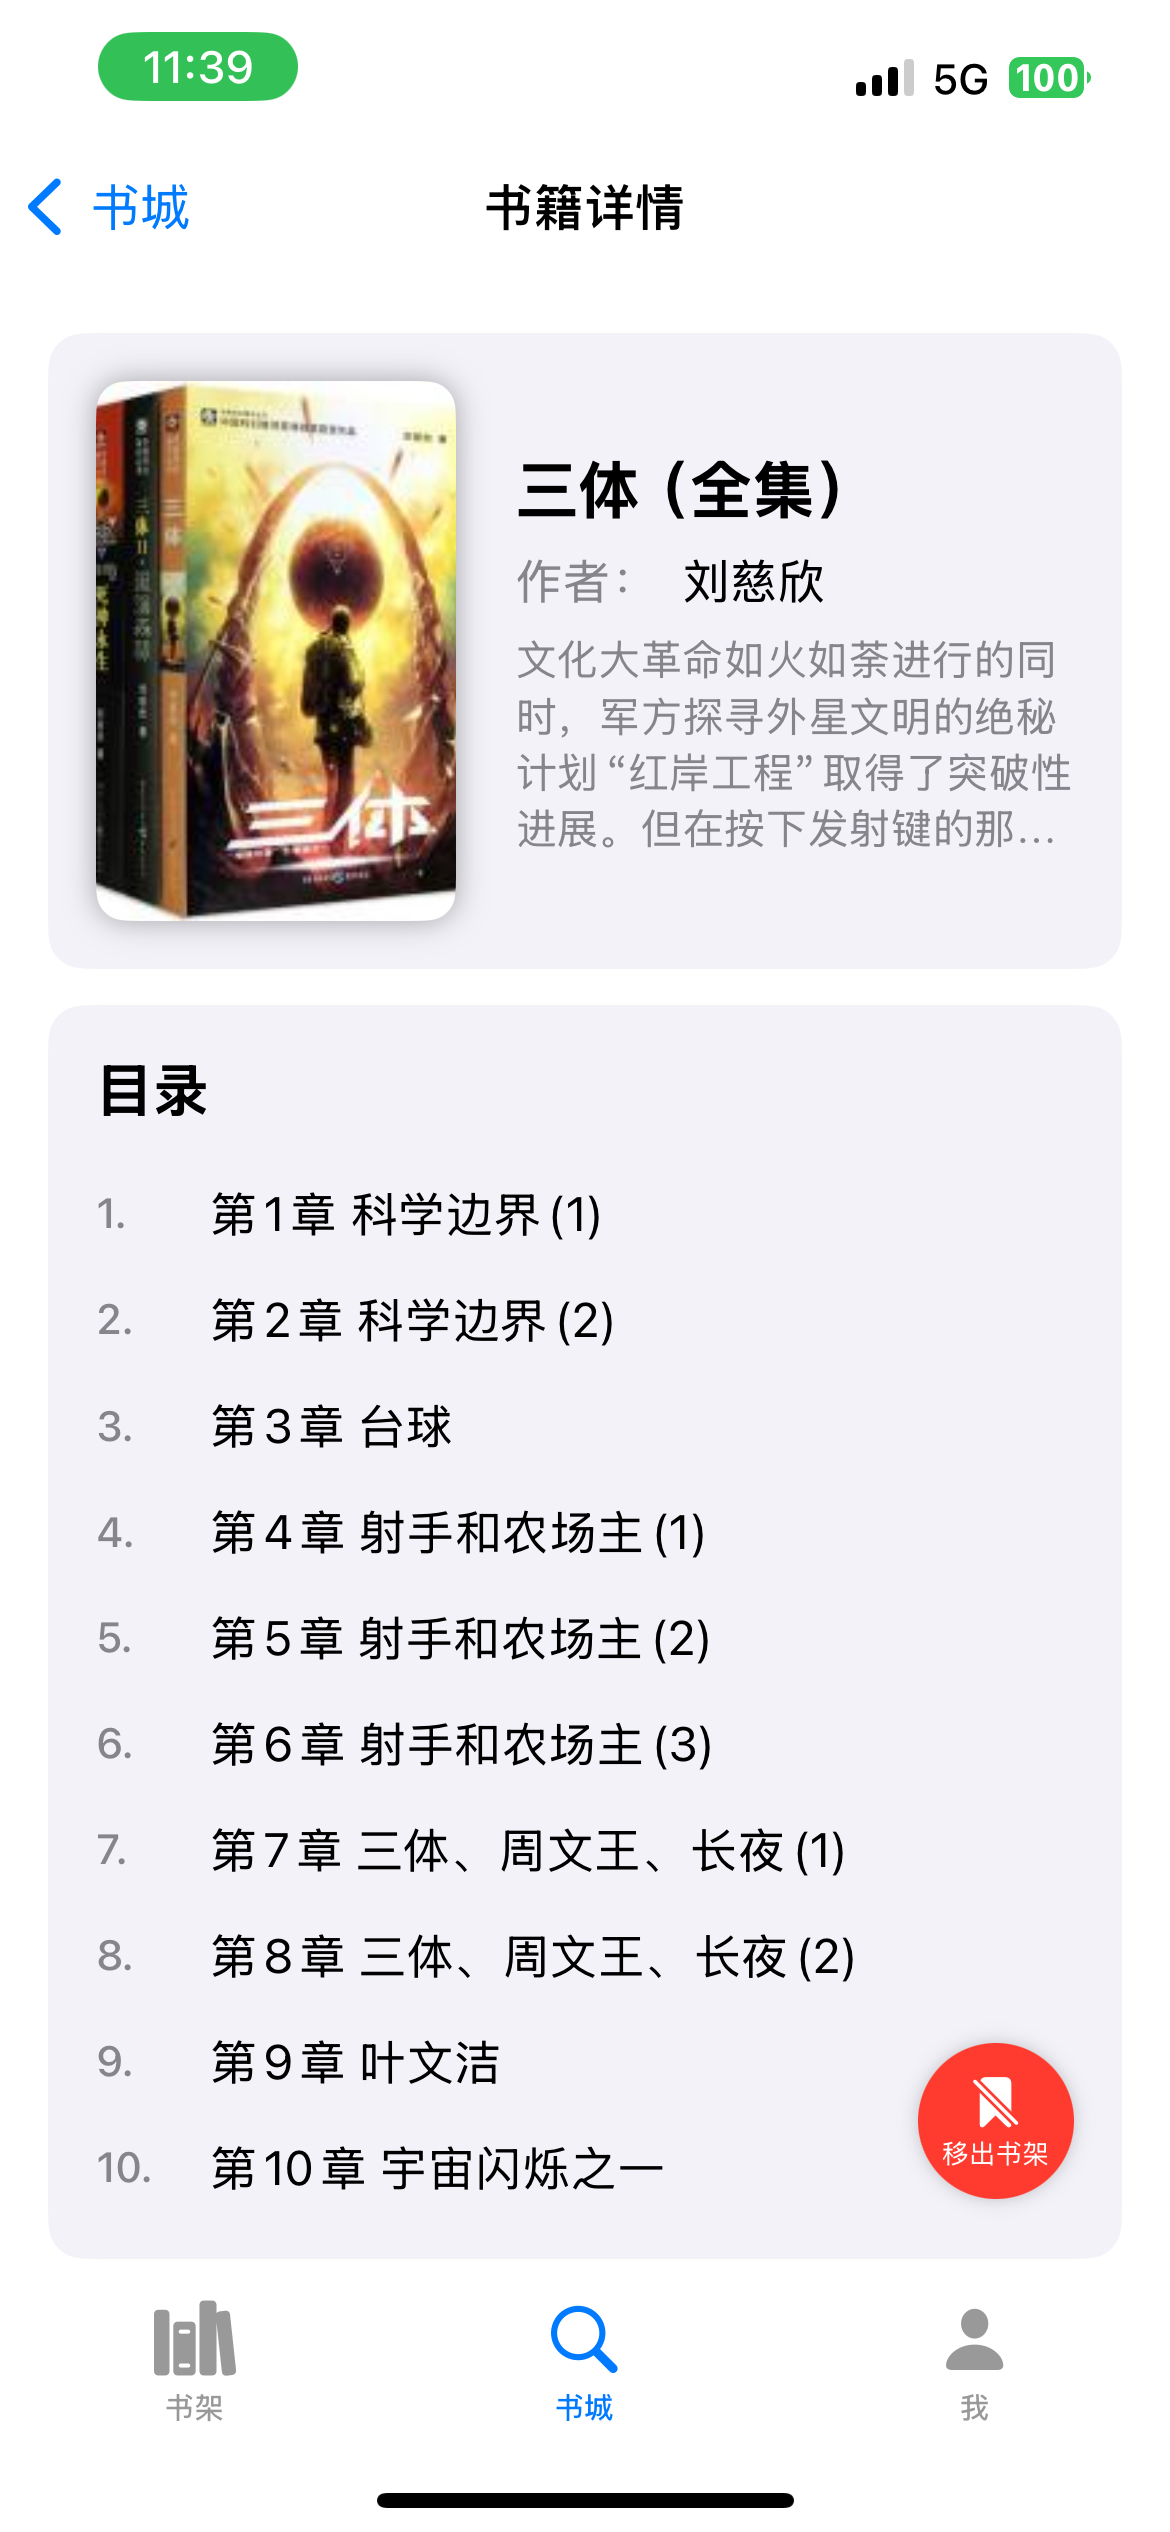 11:39
5G 100
书城
书籍详情
三体
三体（全集）
作者： 刘慈欣
文化大革命如火如荼进行的同
时，军方探寻外星文明的绝秘
计划“红岸工程”取得了突破性
进展。但在按下发射键的那...
目录
1. 第1章 科学边界(1)
2. 第2章 科学边界(2)
3. 第3章 台球
4. 第4章 射手和农场主(1)
5. 第5章 射手和农场主(2)
6. 第6章 射手和农场主(3)
7. 第7章 三体、周文王、长夜(1)
8. 第8章 三体、周文王、长夜(2)
9. 第9章 叶文洁
10. 第10章 宇宙闪烁之一
移出书架
书架
书城
我